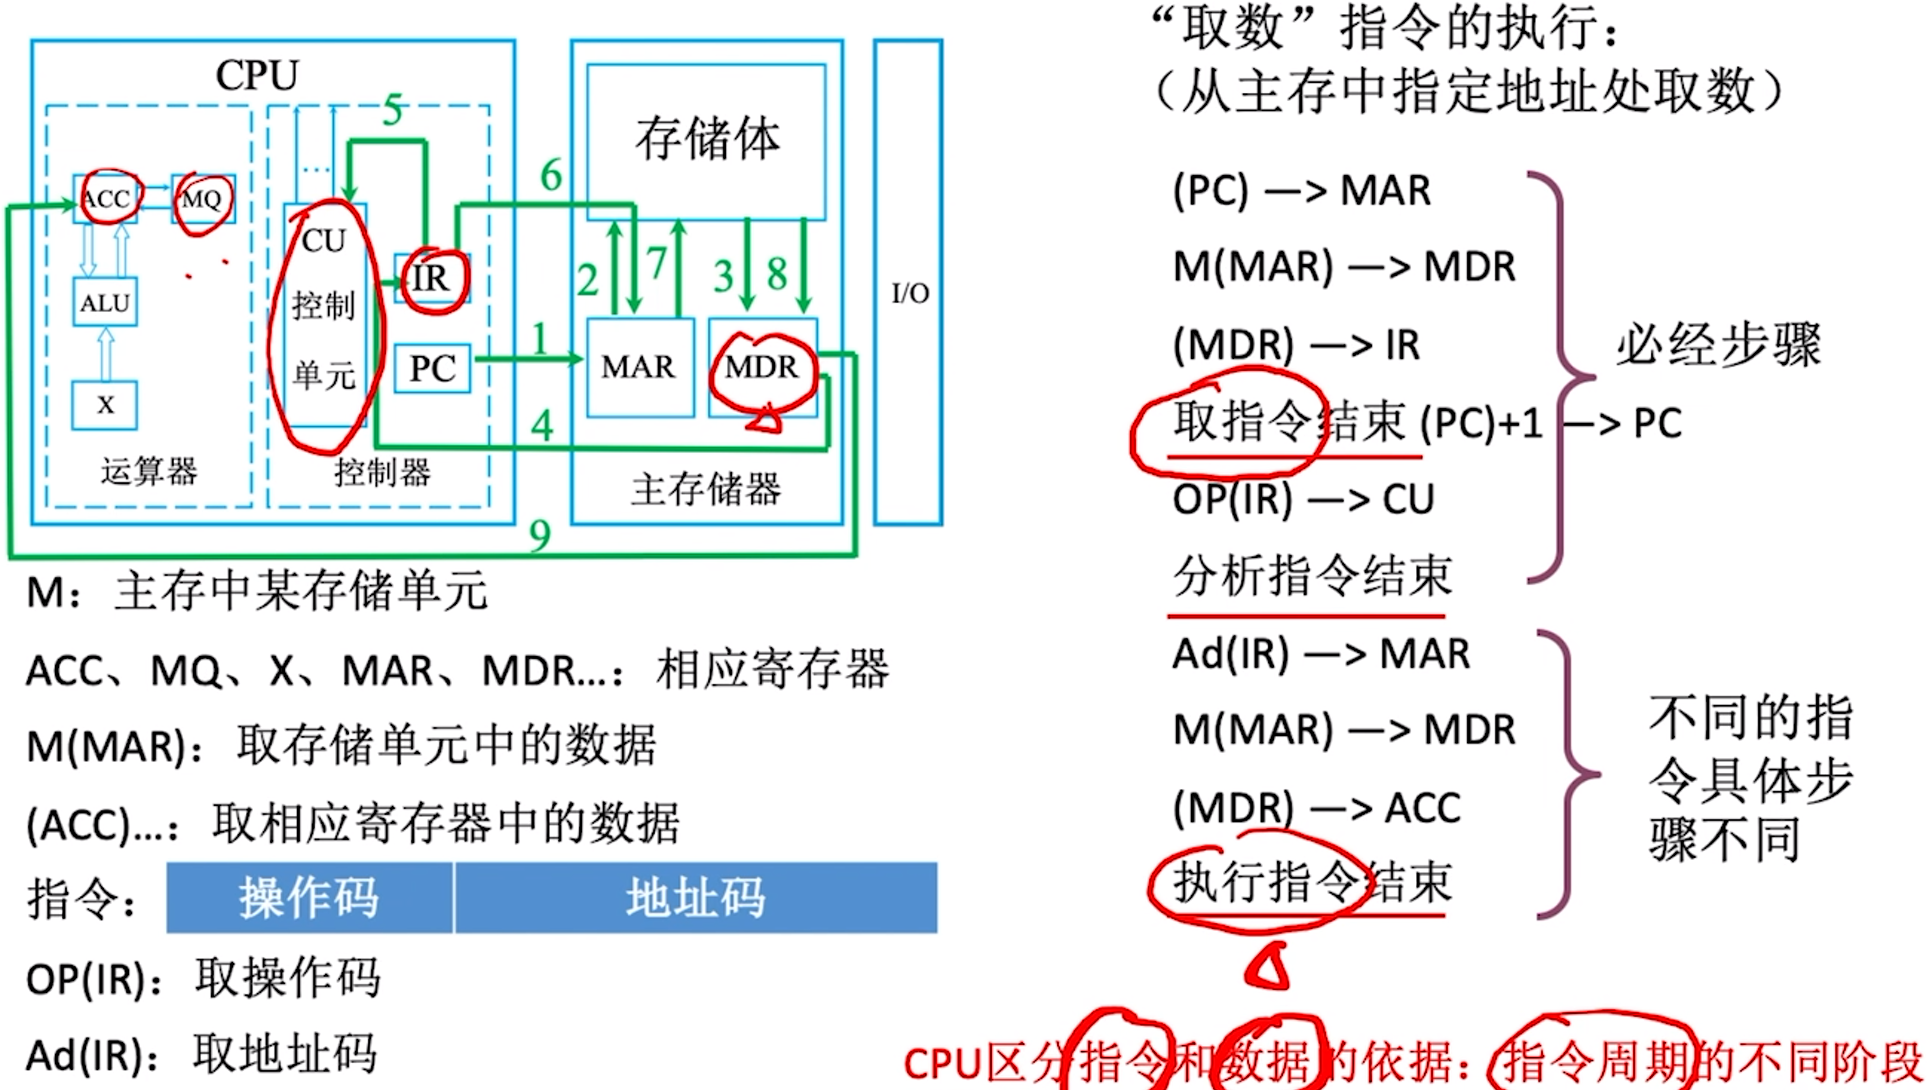 CPU
5
...
ACC
MQ
CU
控制
单元
IR
ALU
PC
X
运算器
控制器
6
1
4
9
存储体
2
7
3
8
MAR
MDR
主存储器
I/O
M：主存中某存储单元
ACC、MQ、X、MAR、MDR...：相应寄存器
M(MAR)：取存储单元中的数据
(ACC)...：取相应寄存器中的数据
指令：操作码 地址码
OP(IR)：取操作码
Ad(IR)：取地址码
“取数”指令的执行：
（从主存中指定地址处取数）
(PC) —> MAR
M(MAR) —> MDR
(MDR) —> IR
取指令结束 (PC)+1 —> PC
OP(IR) —> CU
分析指令结束
必经步骤
Ad(IR) —> MAR
M(MAR) —> MDR
(MDR) —> ACC
执行指令结束
不同的指
令具体步
骤不同
CPU区分指令和数据的依据：指令周期的不同阶段